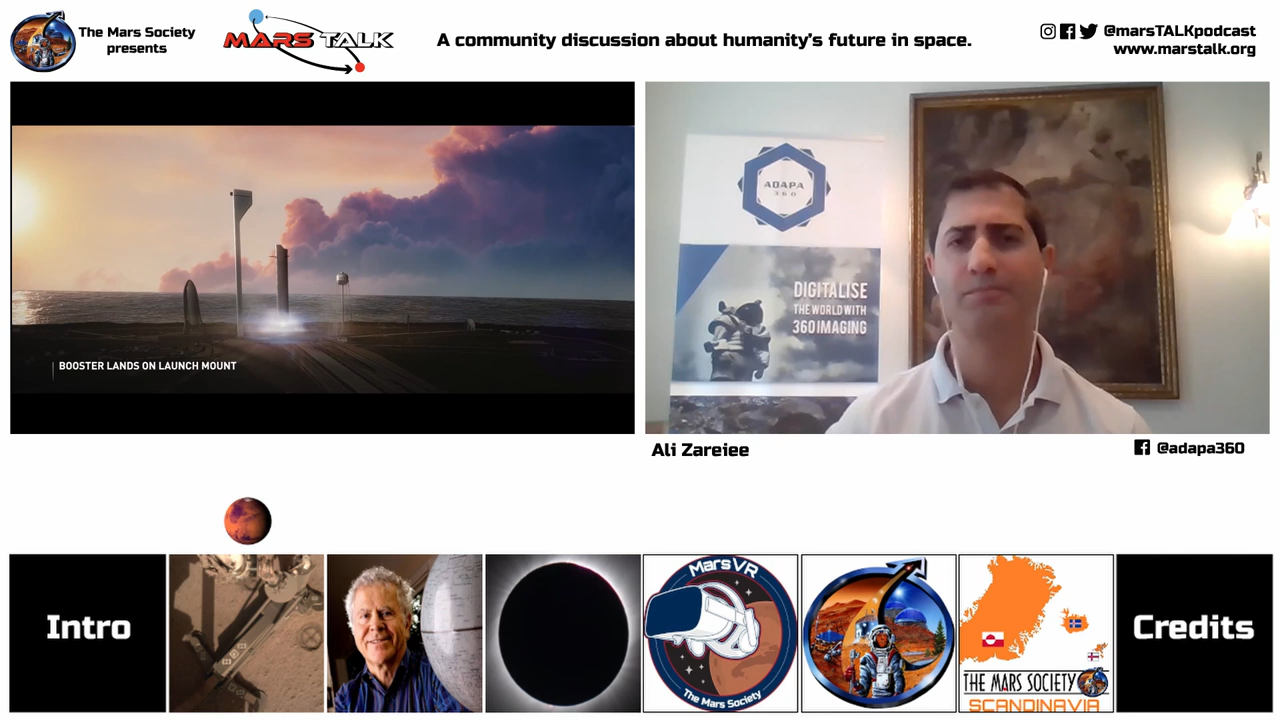 The Mars Society
presents
MARS TALK
A community discussion about humanity's future in space.
@marsTALKpodcast
www.marstalk.org
BOOSTER LANDS ON LAUNCH MOUNT
ADAPA
360
DIGITALISE
THE WORLD WITH
360 IMAGING
Ali Zareiee
@adapa360
Intro
MarsVR
The Mars Society
THE MARS SOCIETY
SCANDINAVIA
Credits